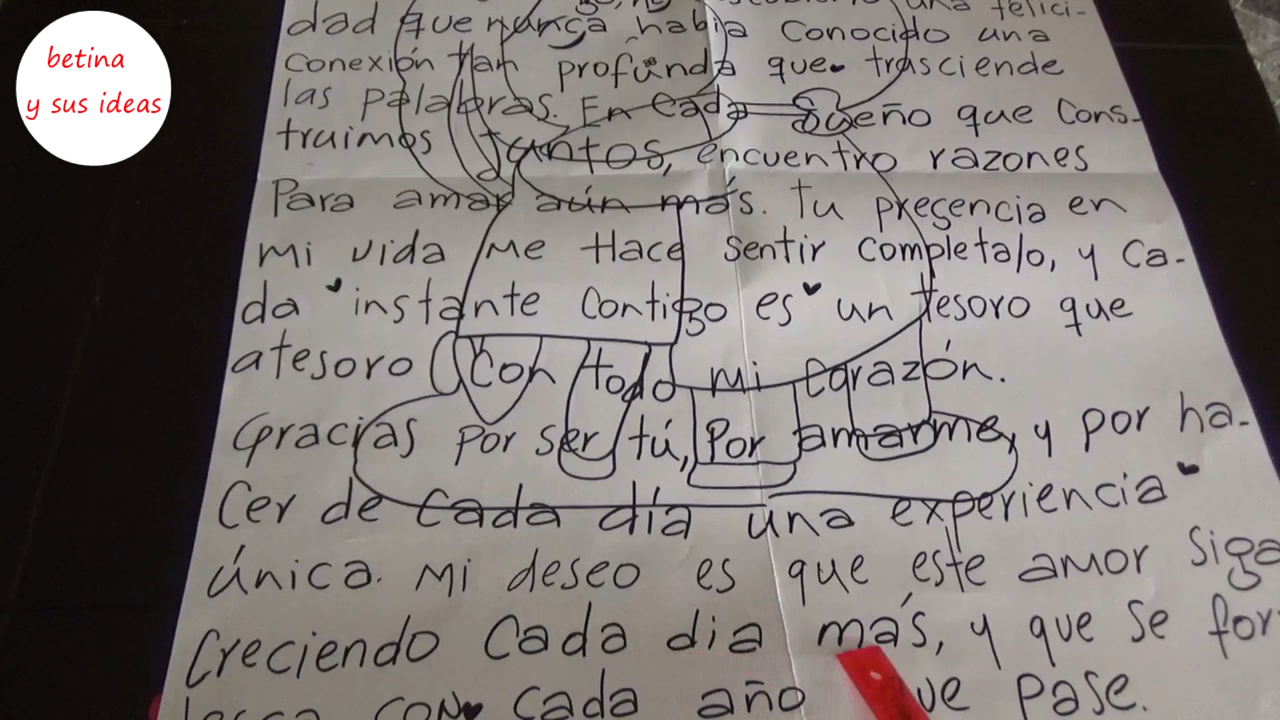 betina
y sus ideas
una felici-
dad que nunca había conocido una
conexión tan profunda que trasciende
las palabras. En cada sueño que cons-
truimos juntos, encuentro razones
Para amar aún más. Tu presencia en
mi vida me Hace sentir completa/o, y ca-
da instante contigo es un tesoro que
atesoro con todo mi corazón.
Gracias por ser tú, Por amarme, y por ha-
cer de cada día una experiencia
única. Mi deseo es que este amor siga
creciendo cada dia más, y que se for
con cada año pase.